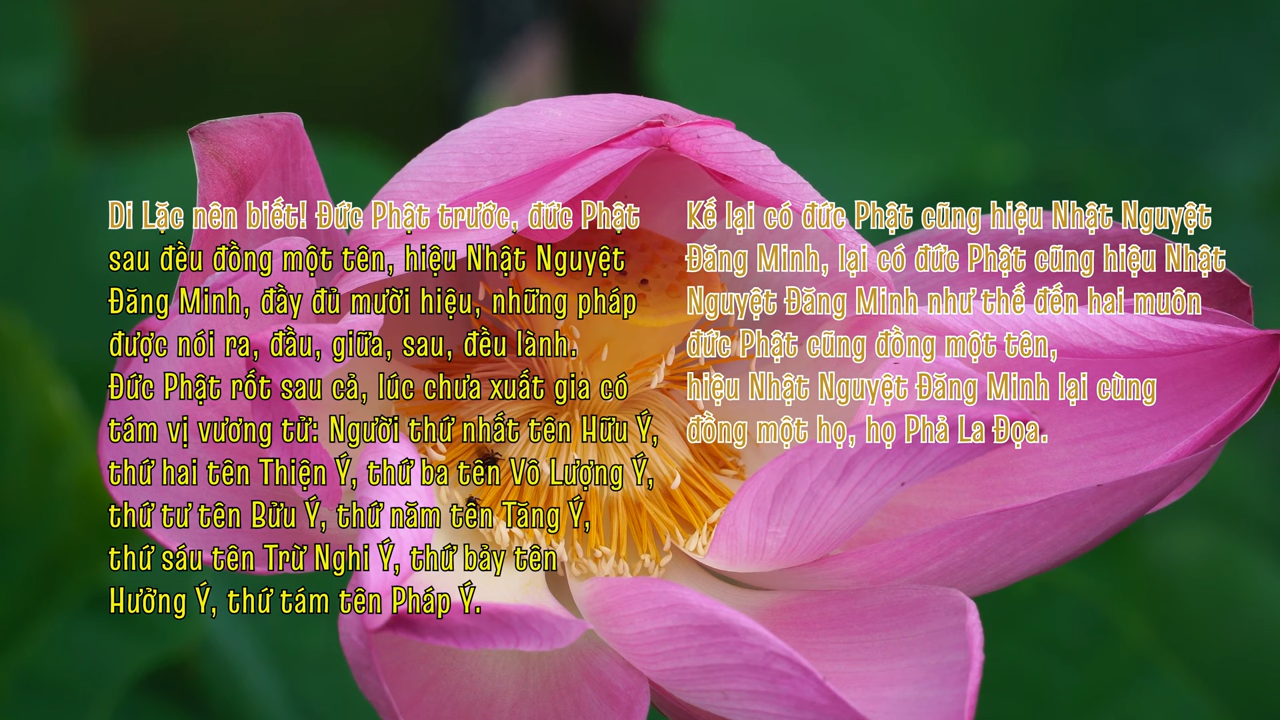 Di Lặc nên biết! Đức Phật trước, đức Phật
sau đều đồng một tên, hiệu Nhật Nguyệt
Đăng Minh, đầy đủ mười hiệu, những pháp
được nói ra, đầu, giữa, sau, đều lành.
Đức Phật rốt sau cả, lúc chưa xuất gia có
tám vị vương tử: Người thứ nhất tên Hữu Ý,
thứ hai tên Thiện Ý, thứ ba tên Vô Lượng Ý,
thứ tư tên Bửu Ý, thứ năm tên Tăng Ý,
thứ sáu tên Trừ Nghi Ý, thứ bảy tên
Hưởng Ý, thứ tám tên Pháp Ý.
Kế lại có đức Phật cũng hiệu Nhật Nguyệt
Đăng Minh, lại có đức Phật cũng hiệu Nhật
Nguyệt Đăng Minh như thế đến hai muôn
đức Phật cũng đồng một tên,
hiệu Nhật Nguyệt Đăng Minh lại cùng
đồng một họ, họ Phả La Đọa.